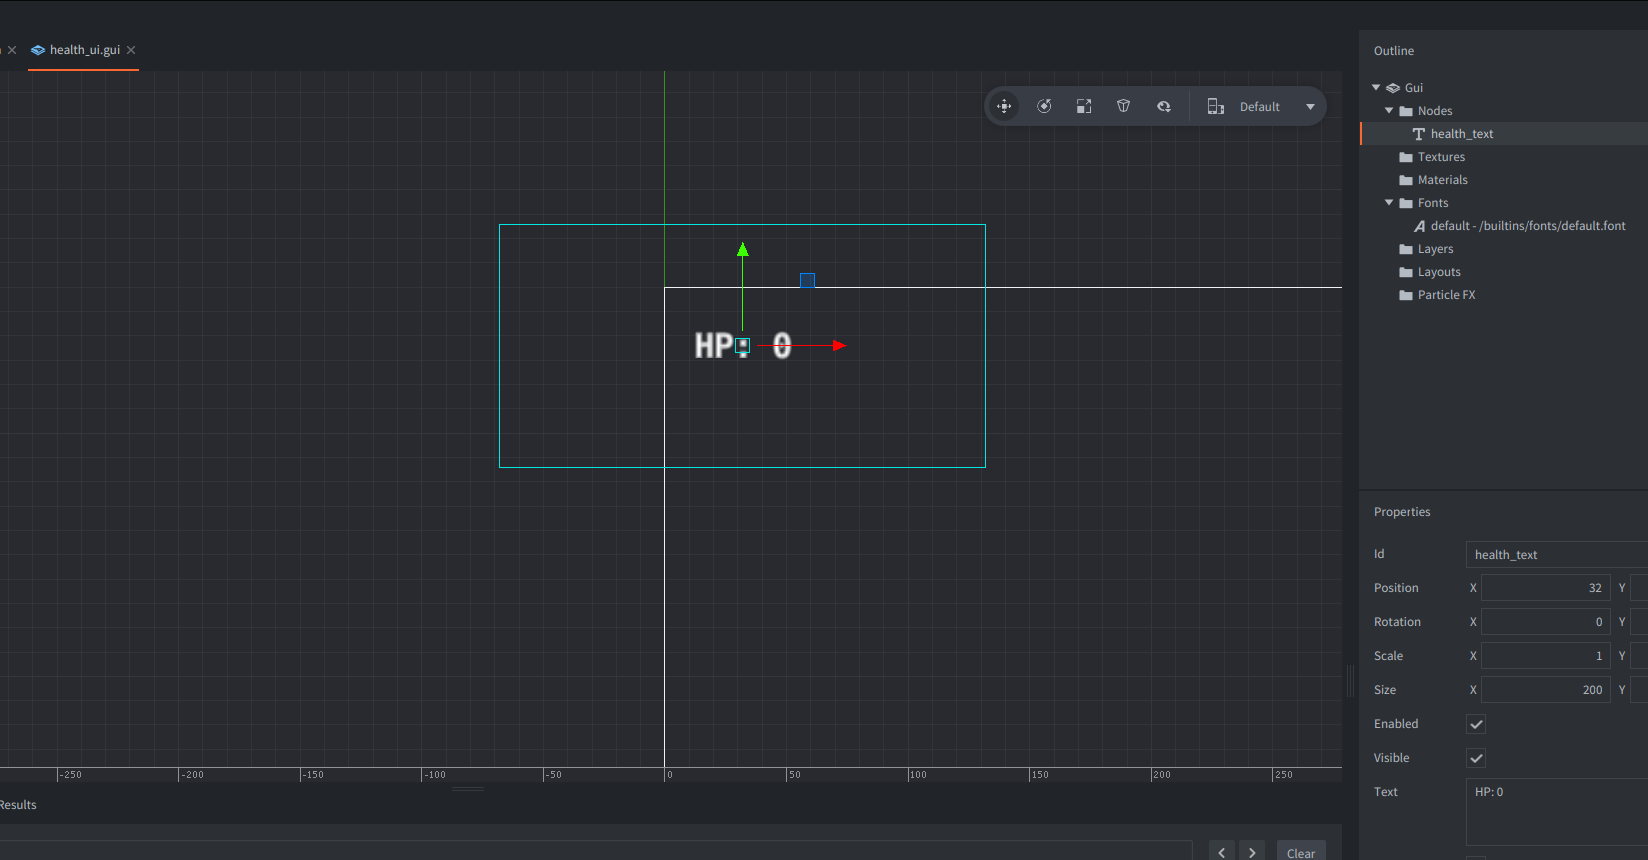 health_ui.gui
Default
HP: 0
-250 -200 -150 -100 -50 0 50 100 150 200 250
Results
Clear
Outline
Gui
Nodes
health_text
Textures
Materials
Fonts
default - /builtins/fonts/default.font
Layers
Layouts
Particle FX
Properties
Id health_text
Position X 32 Y
Rotation X 0 Y
Scale X 1 Y
Size X 200 Y
Enabled
Visible
Text HP: 0